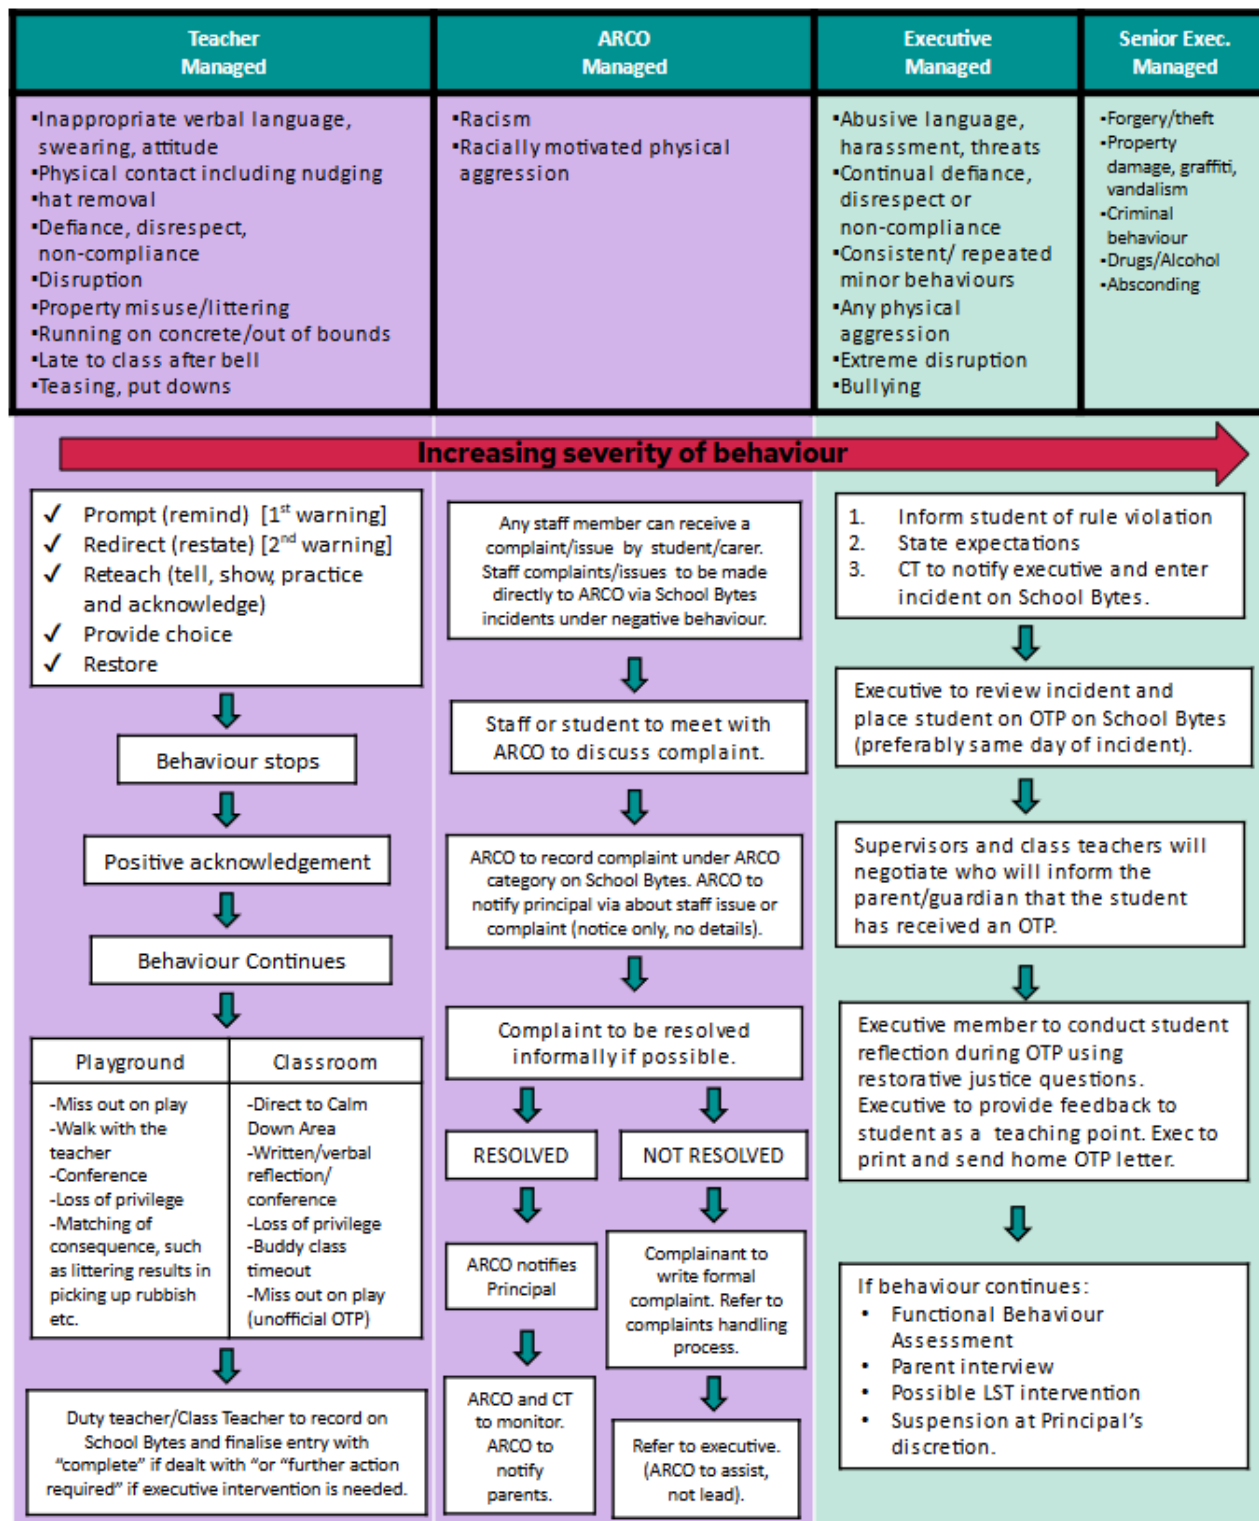 Teacher
Managed
ARCO
Managed
Executive
Managed
Senior Exec.
Managed
▪Inappropriate verbal language,
swearing, attitude
▪Physical contact including nudging
▪hat removal
▪Defiance, disrespect,
non-compliance
▪Disruption
▪Property misuse/littering
▪Running on concrete/out of bounds
▪Late to class after bell
▪Teasing, put downs
▪Racism
▪Racially motivated physical
aggression
▪Abusive language,
harassment, threats
▪Continual defiance,
disrespect or
non-compliance
▪Consistent/ repeated
minor behaviours
▪Any physical
aggression
▪Extreme disruption
▪Bullying
▪Forgery/theft
▪Property
damage, graffiti,
vandalism
▪Criminal
behaviour
▪Drugs/Alcohol
▪Absconding
Increasing severity of behaviour
✓ Prompt (remind) [1st warning]
✓ Redirect (restate) [2nd warning]
✓ Reteach (tell, show, practice
and acknowledge)
✓ Provide choice
✓ Restore
Behaviour stops
Positive acknowledgement
Behaviour Continues
Playground
-Miss out on play
-Walk with the
teacher
-Conference
-Loss of privilege
-Matching of
consequence, such
as littering results in
picking up rubbish
etc.
Classroom
-Direct to Calm
Down Area
-Written/verbal
reflection/
conference
-Loss of privilege
-Buddy class
timeout
-Miss out on play
(unofficial OTP)
Duty teacher/Class Teacher to record on
School Bytes and finalise entry with
“complete” if dealt with “or “further action
required” if executive intervention is needed.
Any staff member can receive a
complaint/issue by student/carer.
Staff complaints/issues to be made
directly to ARCO via School Bytes
incidents under negative behaviour.
Staff or student to meet with
ARCO to discuss complaint.
ARCO to record complaint under ARCO
category on School Bytes. ARCO to
notify principal via about staff issue or
complaint (notice only, no details).
Complaint to be resolved
informally if possible.
RESOLVED
ARCO notifies
Principal
ARCO and CT
to monitor.
ARCO to
notify
parents.
NOT RESOLVED
Complainant to
write formal
complaint. Refer to
complaints handling
process.
Refer to executive.
(ARCO to assist,
not lead).
1. Inform student of rule violation
2. State expectations
3. CT to notify executive and enter
incident on School Bytes.
Executive to review incident and
place student on OTP on School Bytes
(preferably same day of incident).
Supervisors and class teachers will
negotiate who will inform the
parent/guardian that the student
has received an OTP.
Executive member to conduct student
reflection during OTP using
restorative justice questions.
Executive to provide feedback to
student as a teaching point. Exec to
print and send home OTP letter.
If behaviour continues:
• Functional Behaviour
Assessment
• Parent interview
• Possible LST intervention
• Suspension at Principal’s
discretion.